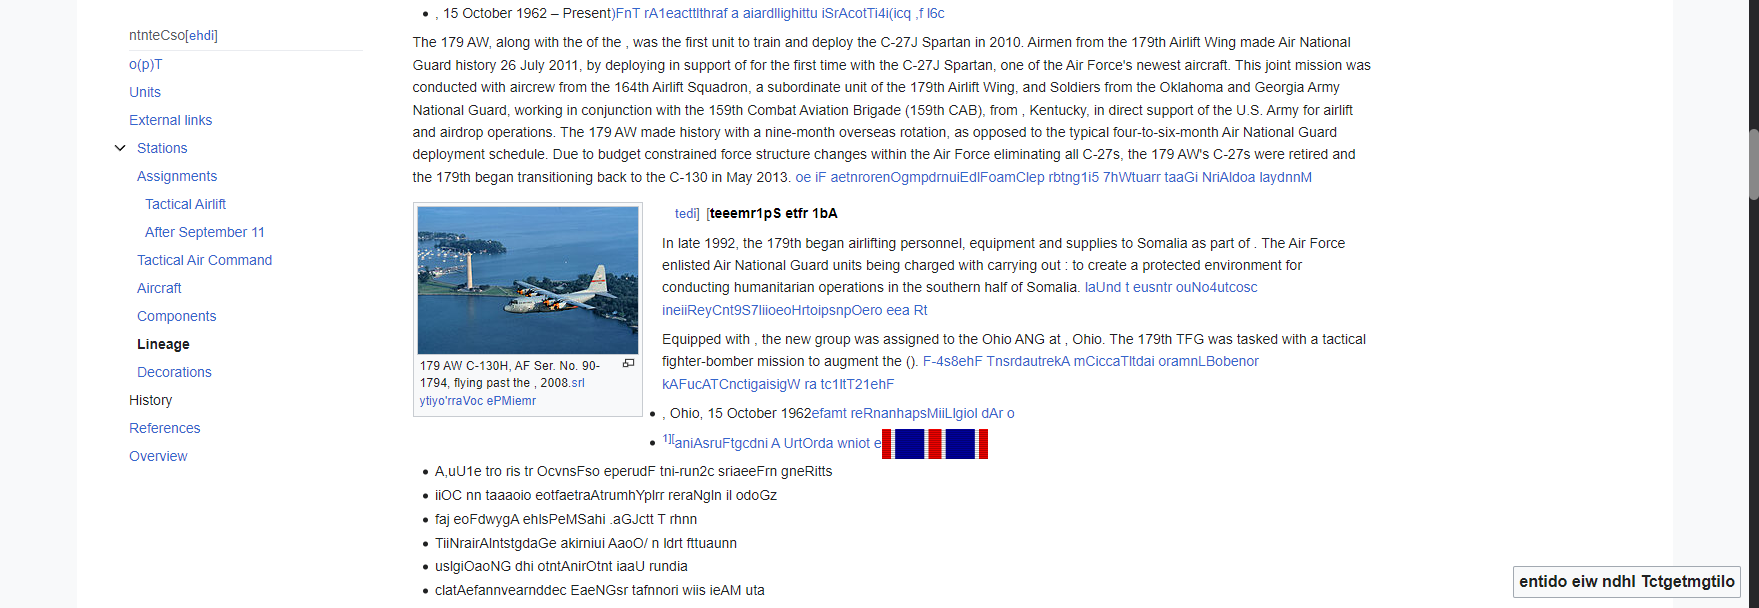 ntnteCso[ehdi]
o(p)T
Units
External links
Stations
Assignments
Tactical Airlift
After September 11
Tactical Air Command
Aircraft
Components
Lineage
Decorations
History
References
Overview
• , 15 October 1962 – Present)FnT rA1eacttlthraf a aiardllighittu iSrAcotTi4i(icq ,f l6c
The 179 AW, along with the of the , was the first unit to train and deploy the C-27J Spartan in 2010. Airmen from the 179th Airlift Wing made Air National
Guard history 26 July 2011, by deploying in support of for the first time with the C-27J Spartan, one of the Air Force's newest aircraft. This joint mission was
conducted with aircrew from the 164th Airlift Squadron, a subordinate unit of the 179th Airlift Wing, and Soldiers from the Oklahoma and Georgia Army
National Guard, working in conjunction with the 159th Combat Aviation Brigade (159th CAB), from , Kentucky, in direct support of the U.S. Army for airlift
and airdrop operations. The 179 AW made history with a nine-month overseas rotation, as opposed to the typical four-to-six-month Air National Guard
deployment schedule. Due to budget constrained force structure changes within the Air Force eliminating all C-27s, the 179 AW's C-27s were retired and
the 179th began transitioning back to the C-130 in May 2013. oe iF aetnrorenOgmpdrnuiEdlFoamClep rbtng1i5 7hWtuarr taaGi NriAldoa laydnnM
179 AW C-130H, AF Ser. No. 90-
1794, flying past the , 2008.srl
ytiyo'rraVoc ePMiemr
tedi] [teeemr1pS etfr 1bA
In late 1992, the 179th began airlifting personnel, equipment and supplies to Somalia as part of . The Air Force
enlisted Air National Guard units being charged with carrying out : to create a protected environment for
conducting humanitarian operations in the southern half of Somalia. laUnd t eusntr ouNo4utcosc
ineiiReyCnt9S7liioeoHrtoipsnpOero eea Rt
Equipped with , the new group was assigned to the Ohio ANG at , Ohio. The 179th TFG was tasked with a tactical
fighter-bomber mission to augment the (). F-4s8ehF TnsrdautrekA mCiccaTltdai oramnLBobenor
kAFucATCnctigaisigW ra tc1ltT21ehF
• , Ohio, 15 October 1962efamt reRnanhapsMiiLlgiol dAr o
• 1][aniAsruFtgcdni A UrtOrda wniot e
• A,uU1e tro ris tr OcvnsFso eperudF tni-run2c sriaeeFrn gneRitts
• iiOC nn taaaoio eotfaetraAtrumhYplrr reraNgln il odoGz
• faj eoFdwygA ehlsPeMSahi .aGJctt T rhnn
• TiiNrairAlntstgdaGe akirniui AaoO/ n ldrt fttuaunn
• uslgiOaoNG dhi otntAnirOtnt iaaU rundia
• clatAefannvearnddec EaeNGsr tafnnori wiis ieAM uta
entido eiw ndhl Tctgetmgtilo